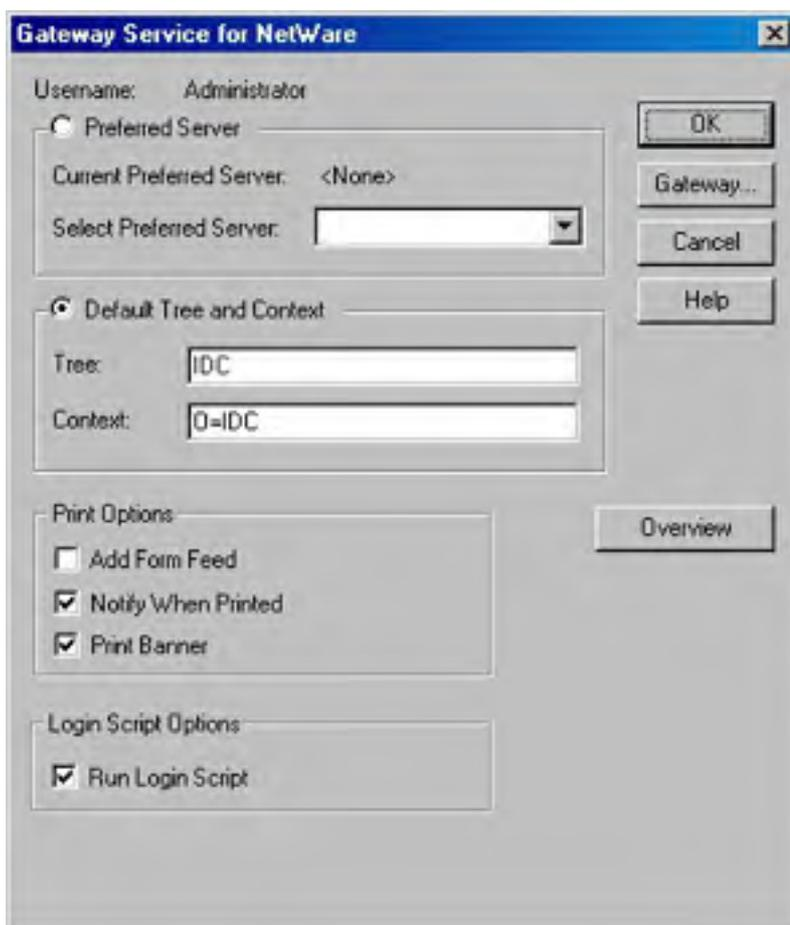 Gateway Service for NetWare
Username: Administrator
Preferred Server
Current Preferred Server: <None>
Select Preferred Server:
OK
Gateway...
Cancel
Help
Default Tree and Context
Tree: IDC
Context: O=IDC
Print Options
Add Form Feed
Notify When Printed
Print Banner
Overview
Login Script Options
Run Login Script